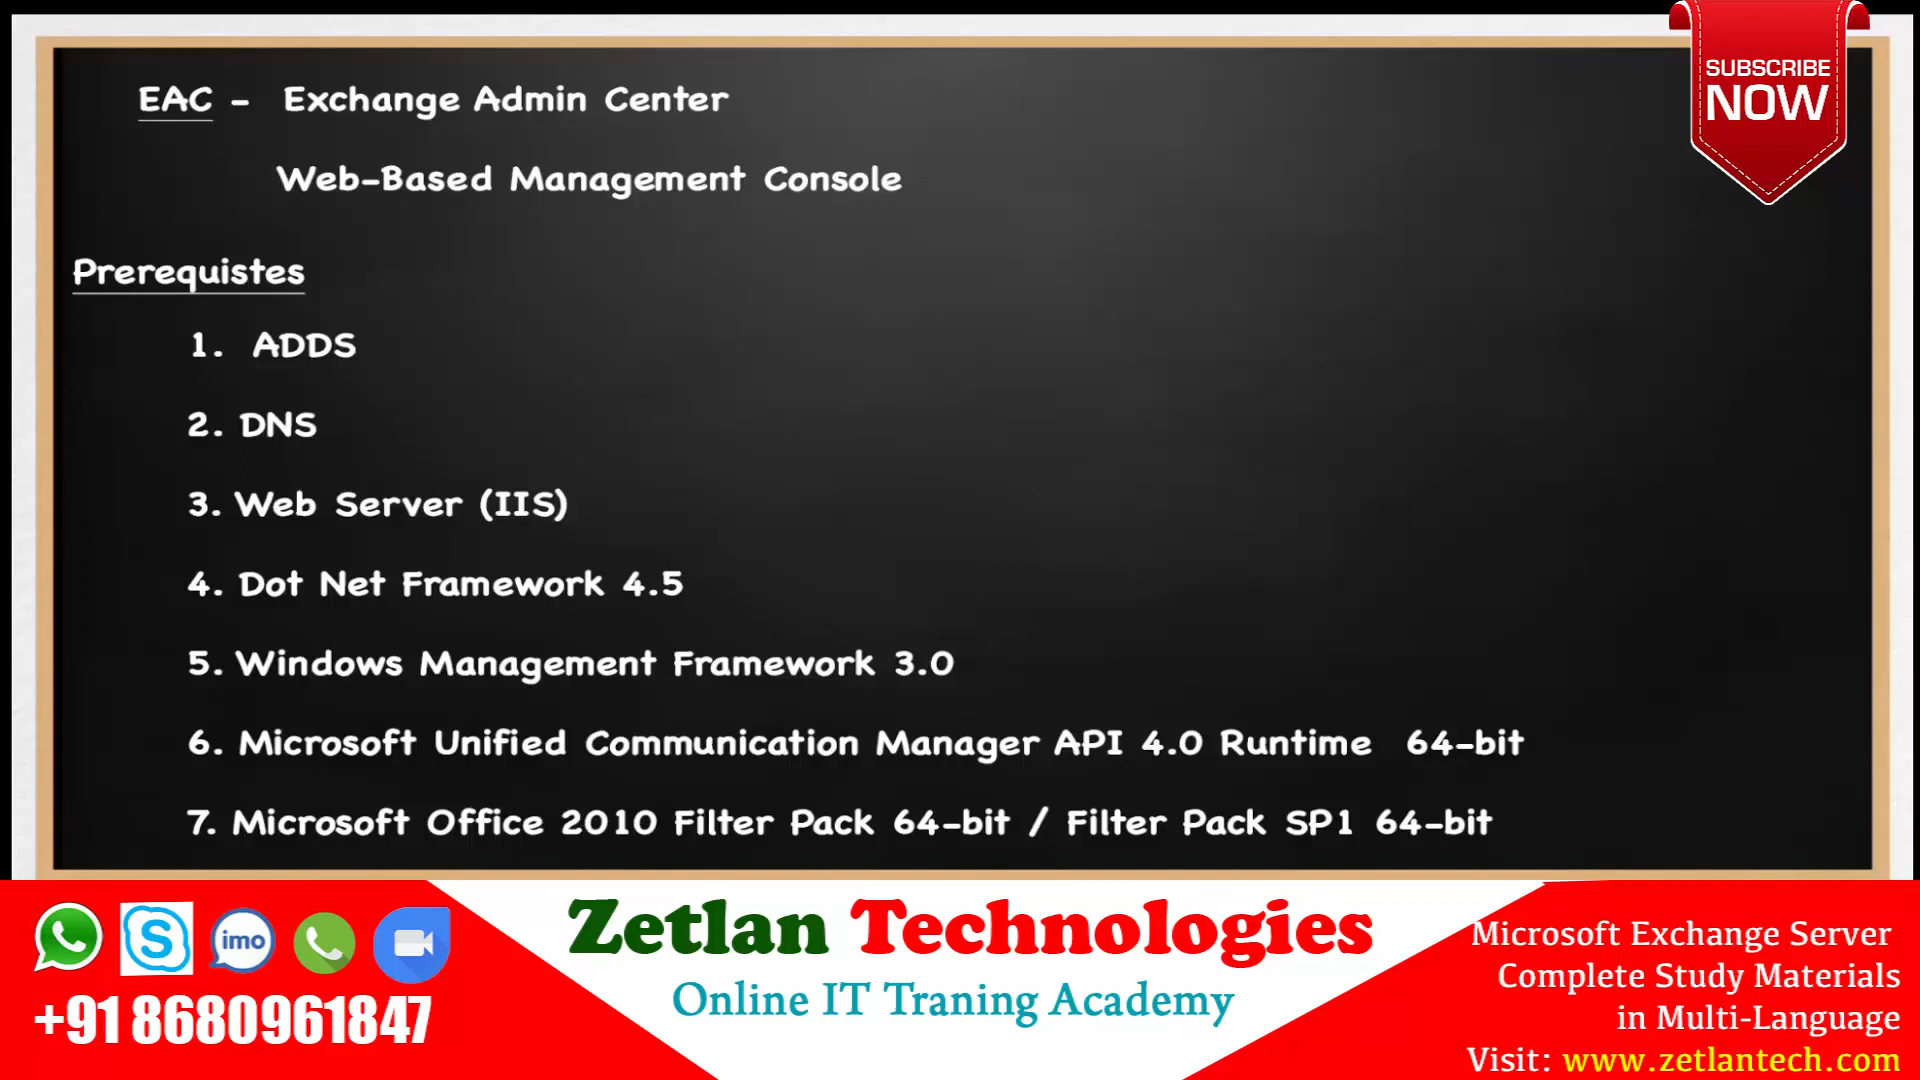 SUBSCRIBE
NOW
EAC - Exchange Admin Center
Web-Based Management Console
Prerequistes
1. ADDS
2. DNS
3. Web Server (IIS)
4. Dot Net Framework 4.5
5. Windows Management Framework 3.0
6. Microsoft Unified Communication Manager API 4.0 Runtime 64-bit
7. Microsoft Office 2010 Filter Pack 64-bit / Filter Pack SP1 64-bit
S
imo
+91 8680961847
Zetlan Technologies
Online IT Traning Academy
Microsoft Exchange Server
Complete Study Materials
in Multi-Language
Visit: www.zetlantech.com